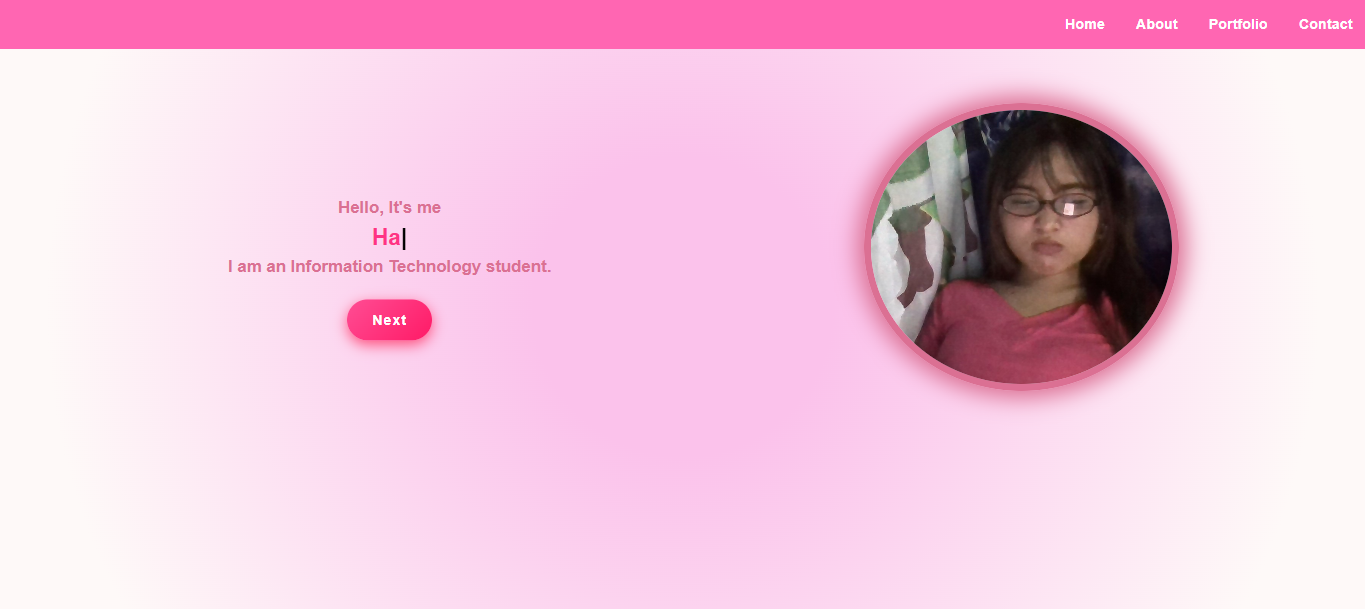 Home About Portfolio Contact
Hello, It's me
Ha|
I am an Information Technology student.
Next